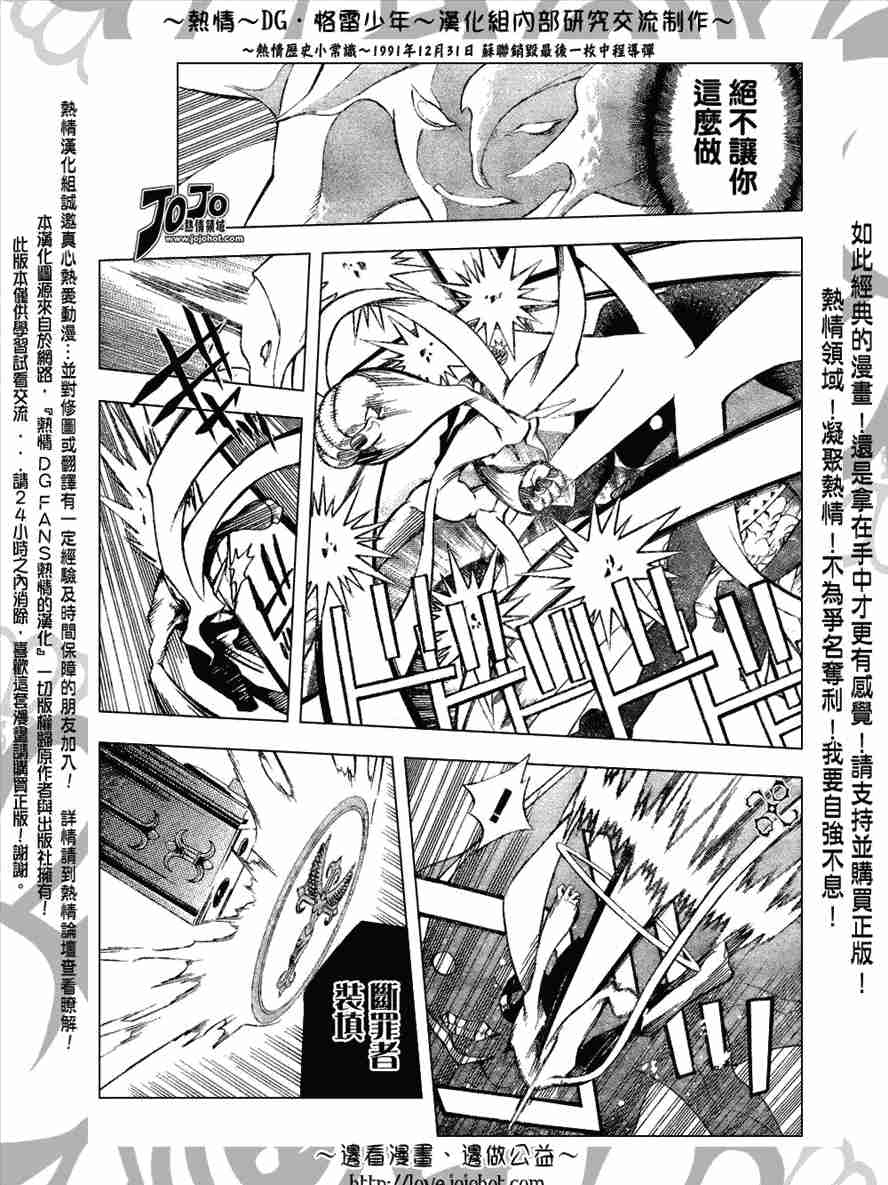 ～熱情～DG·恪雷少年～漢化組內部研究交流制作～
～熱情歷史小常識～1991年12月31日 蘇聯銷毀最後一枚中程導彈
絕不讓你
這麼做
JOJO
熱情領域
www.jojohot.com
!
斷罪者
裝填
如此經典的漫畫！還是拿在手中才更有感覺！請支持並購買正版！
熱情領域！凝聚熱情！不為爭名奪利！我要自強不息！
熱情漢化組誠邀真心熱愛動漫…並對修圖或翻譯有一定經驗及時間保障的朋友加入！ 詳情請到熱情論壇查看瞭解！
本漢化圖源來自於網路．『熱情DG FANS熱情的漢化』一切版權歸原作者與出版社擁有！
此版本僅供學習試看交流．．．請24小時之內消除．喜歡這套漫畫請購買正版！謝謝。
～邊看漫畫、邊做公益～
http://love.jojohot.com